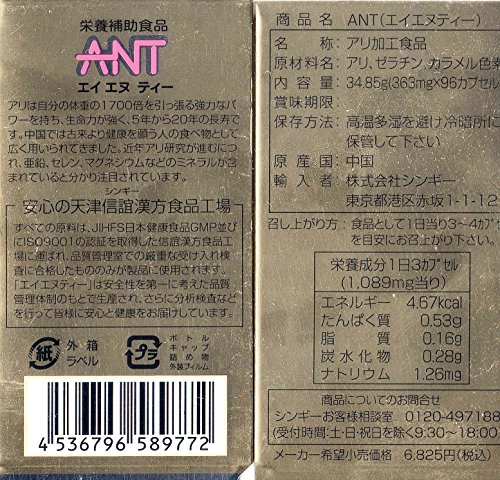 栄養補助食品
ANT
エイ エヌ ティー
アリは自分の体重の1700倍を引っ張る強力なパ
ワーを持ち、生命力が強く、5年から20年の長寿で
す。中国では古来より健康を願う人の食べ物として
広く用いられてきました。近年アリ研究が進むにつ
れ、亜鉛、セレン、マグネシウムなどのミネラルが含ま
れていると分かり注目されています。
シンギー
安心の天津信誼漢方食品工場
すべての原料は、JIHFS日本健康食品GMP並び
にISO9001の認証を取得した信誼漢方食品工
場に運ばれ、品質管理室での厳重な受け入れ検
査に合格したもののみが製品に使用されます。
「エイエヌティー」は安全性を第一に考えた品質
管理体制のもとで生産され、さらに分析検査など
を行って皆様に安心と健康をお届けしています。
紙
外箱
ラベル
プラ
ボトル
キャップ
詰め物
外装フィルム
4 536796 589772
商品名 ANT(エイエヌティー)
名称:アリ加工食品
原材料名:アリ、ゼラチン、カラメル色素
内容量:34.85g(363mg×96カプセル
賞味期限:
保存方法:高温多湿を避け冷暗所に
保管して下さい
原産国:中国
輸入者:株式会社シンギー
東京都港区赤坂1-1-12
召し上がり方:食品として1日当り3~4カプ
を目安にお召上がり下さい。
栄養成分1日3カプセル
(1.089mg当り)
エネルギー 4.67kcal
たんぱく質 0.53g
脂質 0.16g
炭水化物 0.28g
ナトリウム 1.26mg
商品についてのお問合せ
シンギーお客様相談室 0120-497188
(受付時間:土・日・祝日を除く9:30~18:00)
メーカー希望小売価格 6,825円(税込)